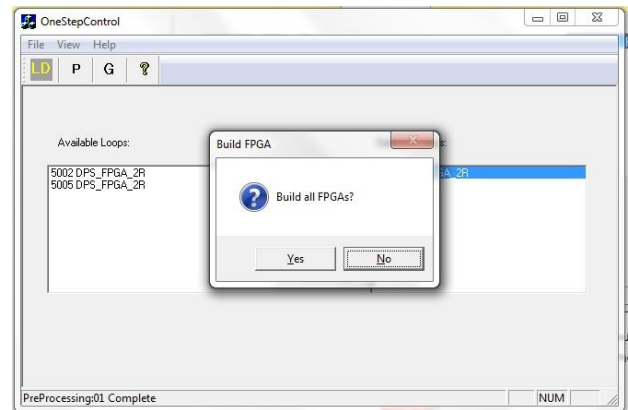 OneStepControl
File View Help
LD P G ?
Available Loops:
s:
5002 DPS_FPGA_2R
5005 DPS_FPGA_2R
GA_2R
Build FPGA
Build all FPGAs?
Yes No
PreProcessing:01 Complete
NUM